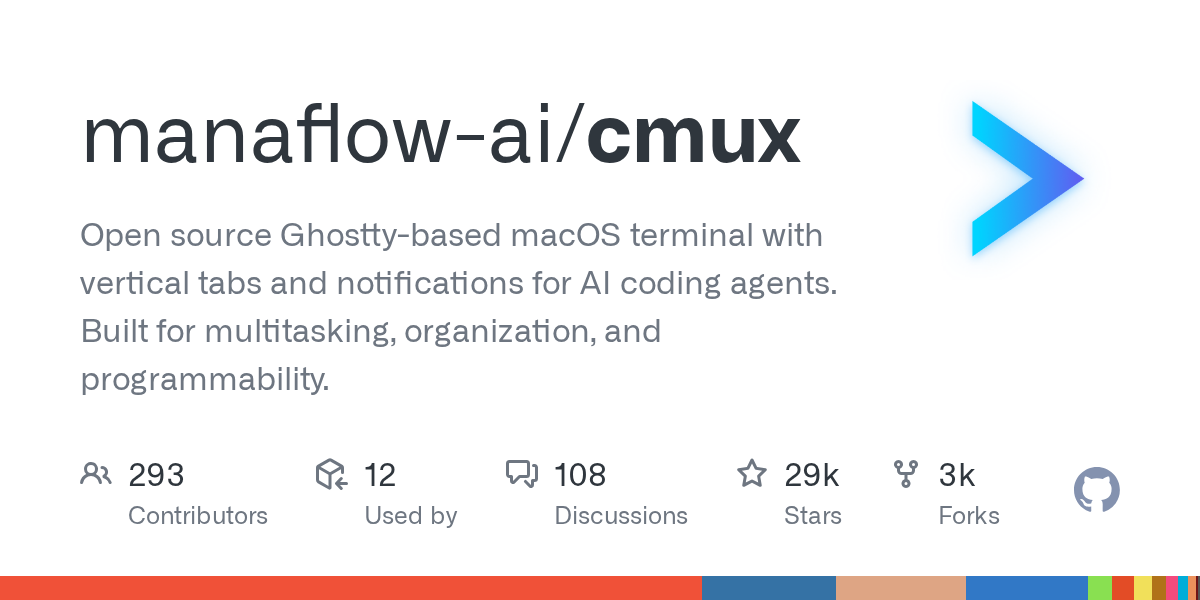 manaflow-ai/cmux
Open source Ghostty-based macOS terminal with
vertical tabs and notifications for AI coding agents.
Built for multitasking, organization, and
programmability.
293 12 108 29k 3k
Contributors Used by Discussions Stars Forks